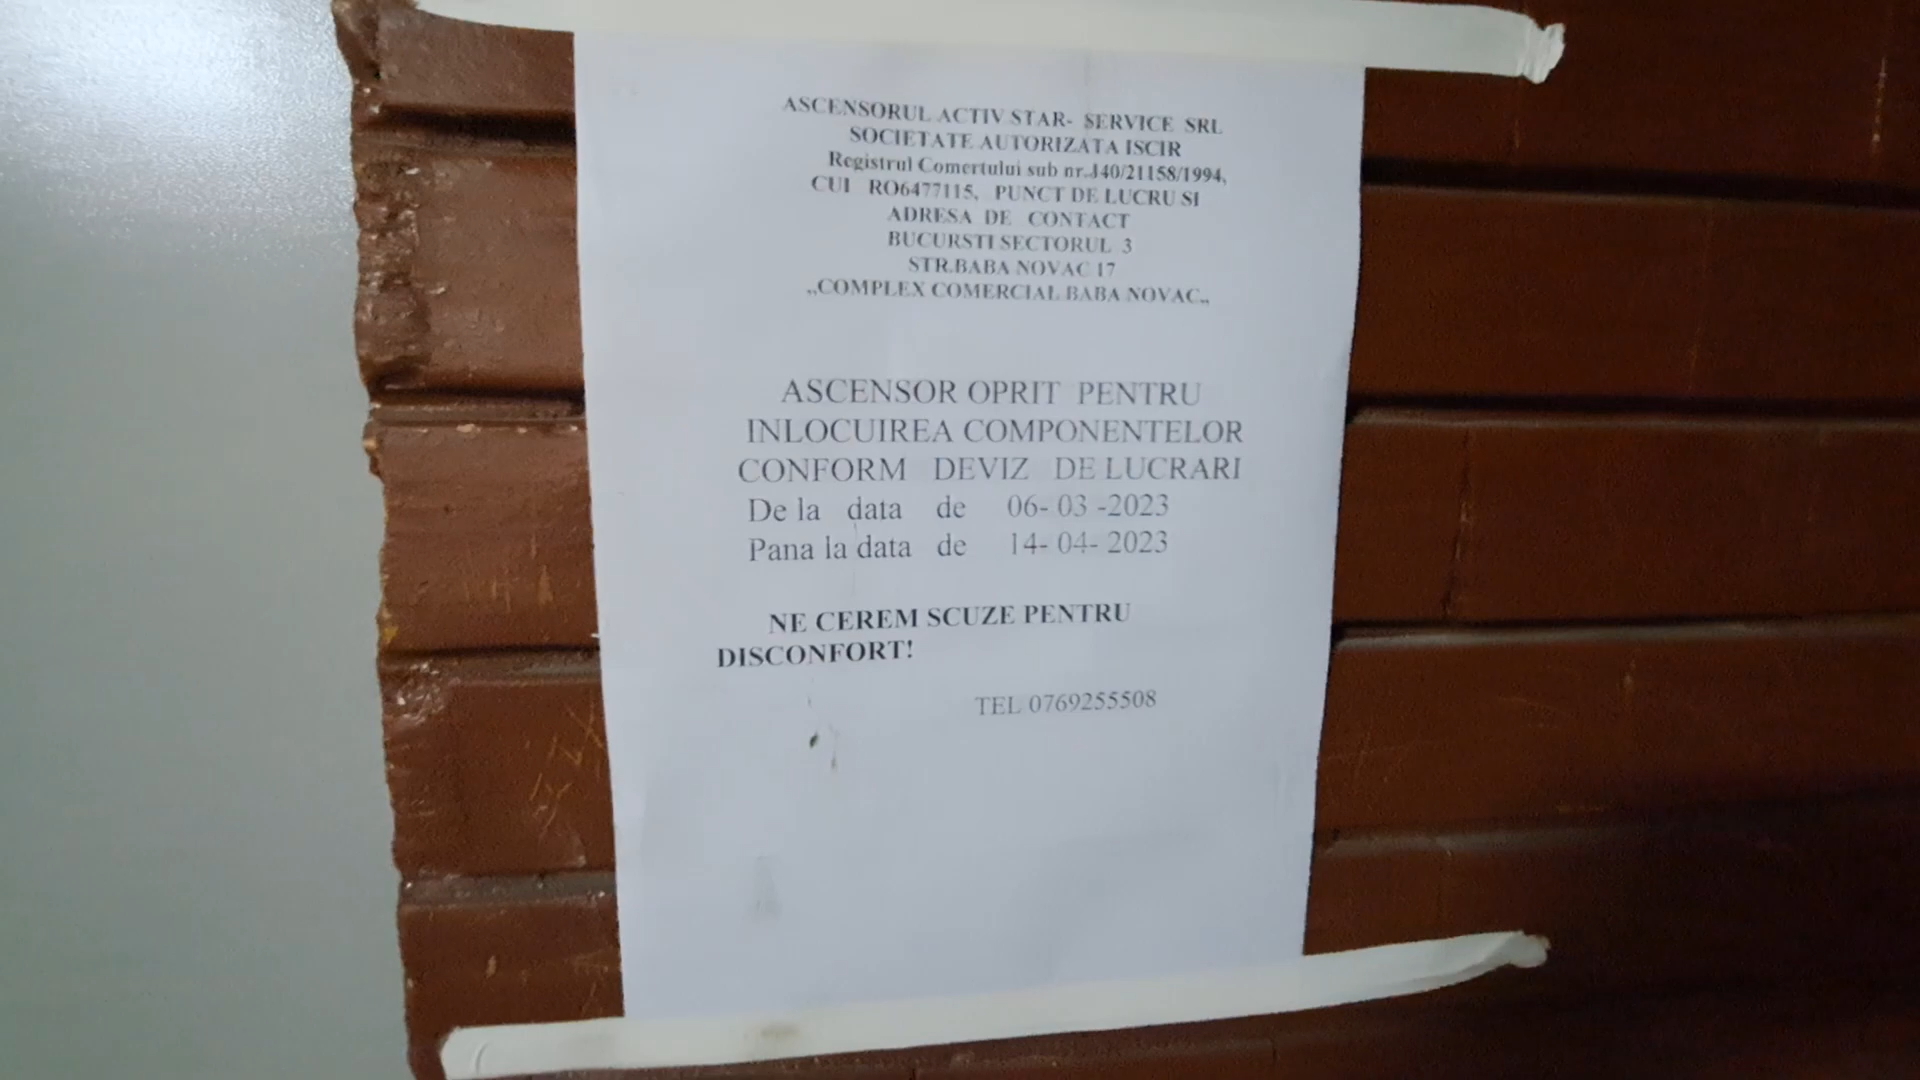 ASCENSORUL ACTIV STAR- SERVICE SRL
SOCIETATE AUTORIZATA ISCIR
Registrul Comertului sub nr.J40/21158/1994,
CUI RO6477115, PUNCT DE LUCRU SI
ADRESA DE CONTACT
BUCURSTI SECTORUL 3
STR.BABA NOVAC 17
„COMPLEX COMERCIAL BABA NOVAC„
ASCENSOR OPRIT PENTRU
INLOCUIREA COMPONENTELOR
CONFORM DEVIZ DE LUCRARI
De la data de 06- 03 -2023
Pana la data de 14- 04- 2023
NE CEREM SCUZE PENTRU
DISCONFORT!
TEL 0769255508